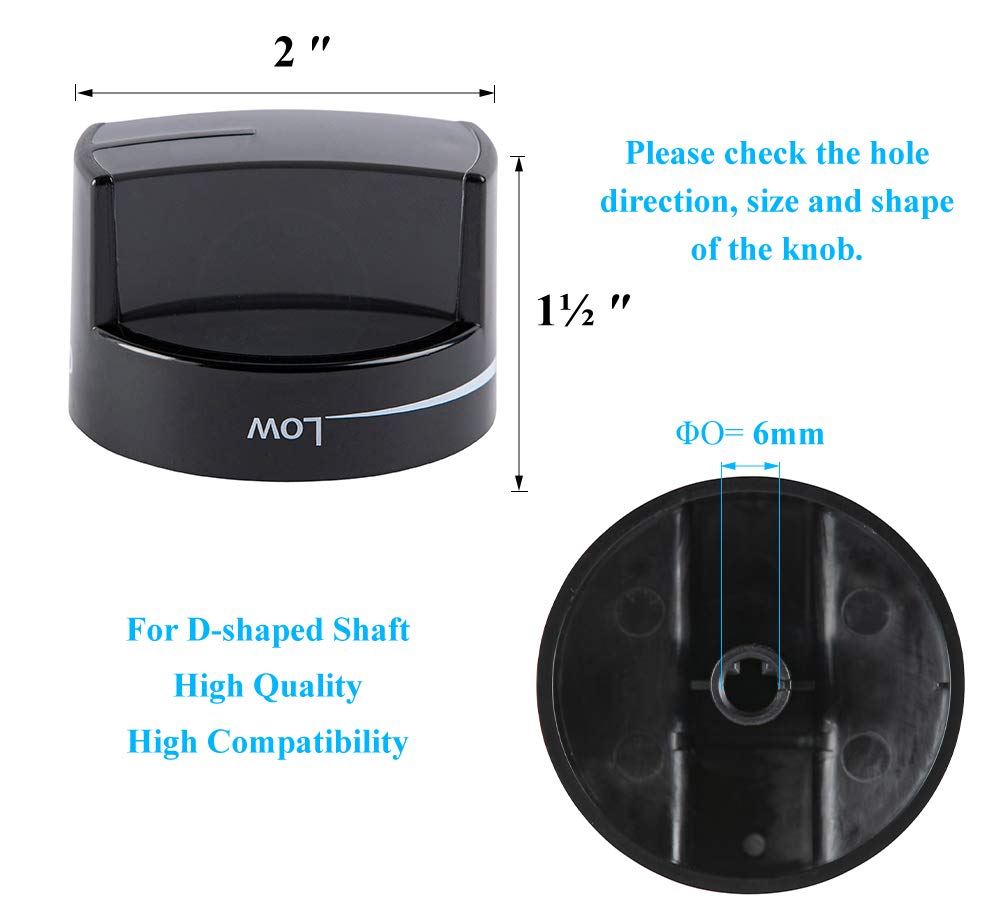 2 "
Please check the hole
direction, size and shape
of the knob.
1½ "
Low
ΦO= 6mm
For D-shaped Shaft
High Quality
High Compatibility